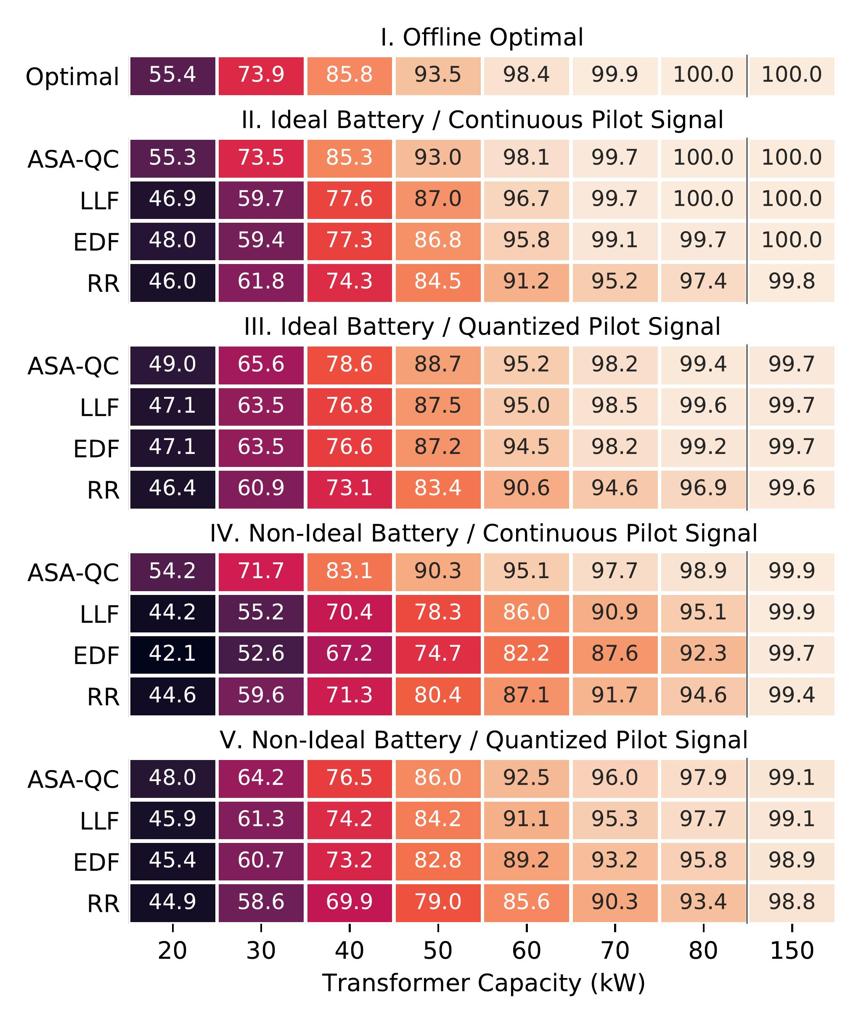 I. Offline Optimal
Optimal 55.4 73.9 85.8 93.5 98.4 99.9 100.0 100.0
II. Ideal Battery / Continuous Pilot Signal
ASA-QC 55.3 73.5 85.3 93.0 98.1 99.7 100.0 100.0
LLF 46.9 59.7 77.6 87.0 96.7 99.7 100.0 100.0
EDF 48.0 59.4 77.3 86.8 95.8 99.1 99.7 100.0
RR 46.0 61.8 74.3 84.5 91.2 95.2 97.4 99.8
III. Ideal Battery / Quantized Pilot Signal
ASA-QC 49.0 65.6 78.6 88.7 95.2 98.2 99.4 99.7
LLF 47.1 63.5 76.8 87.5 95.0 98.5 99.6 99.7
EDF 47.1 63.5 76.6 87.2 94.5 98.2 99.2 99.7
RR 46.4 60.9 73.1 83.4 90.6 94.6 96.9 99.6
IV. Non-Ideal Battery / Continuous Pilot Signal
ASA-QC 54.2 71.7 83.1 90.3 95.1 97.7 98.9 99.9
LLF 44.2 55.2 70.4 78.3 86.0 90.9 95.1 99.9
EDF 42.1 52.6 67.2 74.7 82.2 87.6 92.3 99.7
RR 44.6 59.6 71.3 80.4 87.1 91.7 94.6 99.4
V. Non-Ideal Battery / Quantized Pilot Signal
ASA-QC 48.0 64.2 76.5 86.0 92.5 96.0 97.9 99.1
LLF 45.9 61.3 74.2 84.2 91.1 95.3 97.7 99.1
EDF 45.4 60.7 73.2 82.8 89.2 93.2 95.8 98.9
RR 44.9 58.6 69.9 79.0 85.6 90.3 93.4 98.8
20 30 40 50 60 70 80 150
Transformer Capacity (kW)